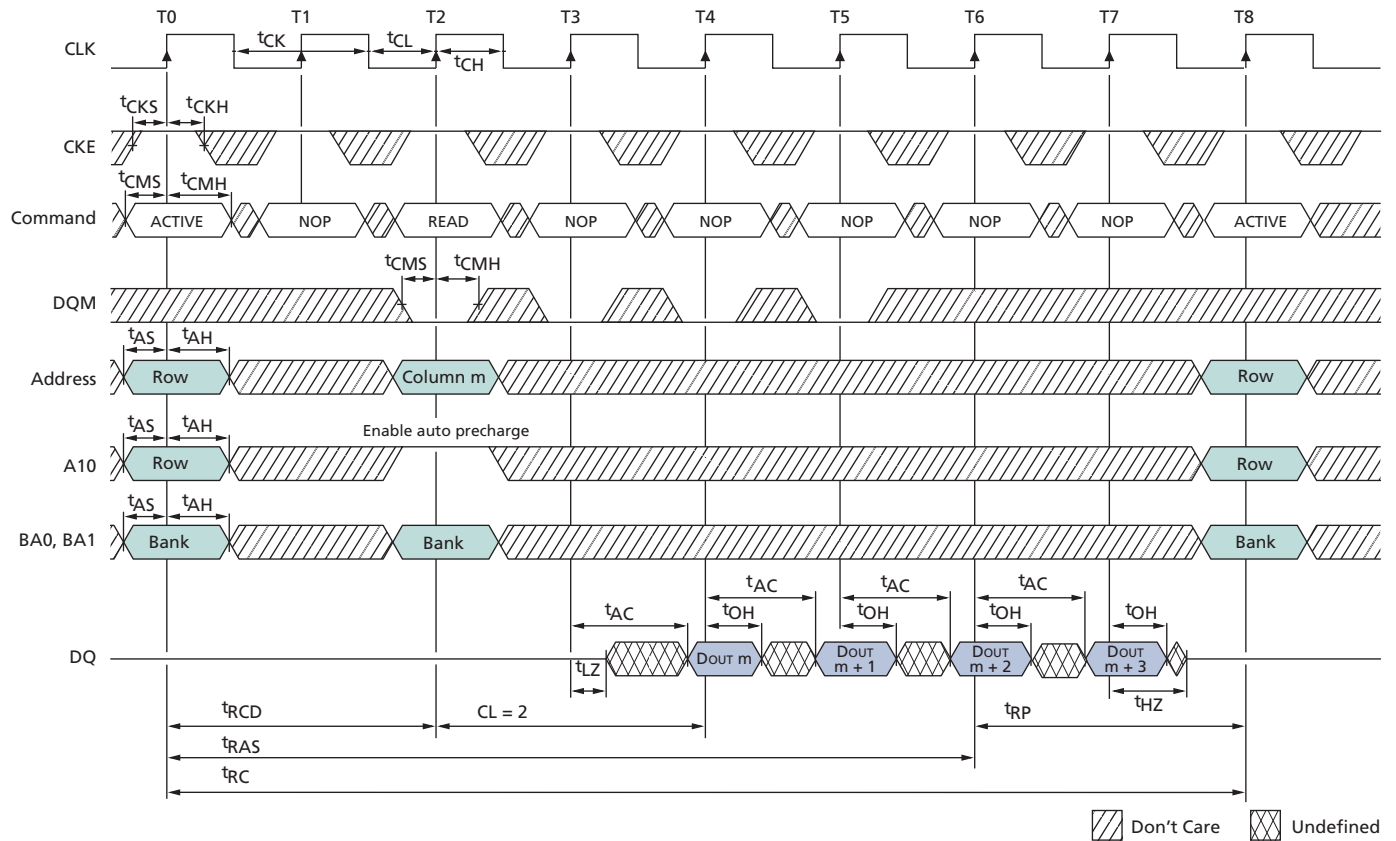 T0 T1 T2 T3 T4 T5 T6 T7 T8
CLK tCK tCL
tCH
tCKS tCKH
CKE
tCMS tCMH
Command ACTIVE NOP READ NOP NOP NOP NOP NOP ACTIVE
tCMS tCMH
DQM
tAS tAH
Address Row Column m Row
tAS tAH
Enable auto precharge
A10 Row Row
tAS tAH
BA0, BA1 Bank Bank Bank
tAC tAC tAC
tAC tOH tOH tOH tOH
DQ DOUT m DOUT m + 1 DOUT m + 2 DOUT m + 3
tLZ
tHZ
tRCD CL = 2 tRP
tRAS
tRC
Don't Care Undefined